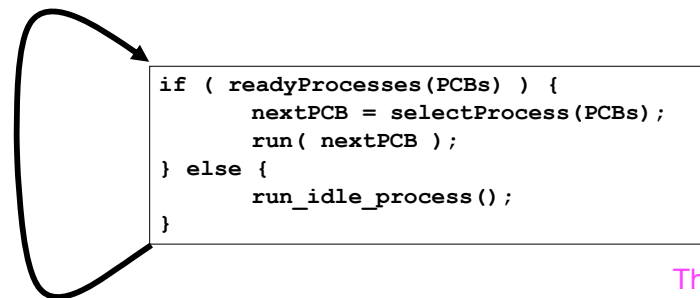 if ( readyProcesses(PCBs) ) {
nextPCB = selectProcess(PCBs);
run( nextPCB );
} else {
run_idle_process();
}
Th